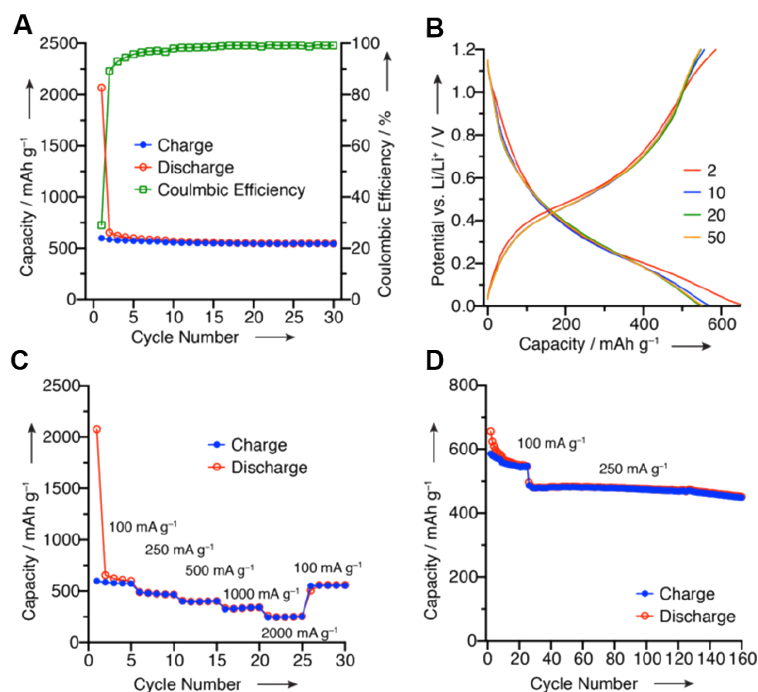 A
2500
2000
1500
1000
500
0
Capacity / mAh g⁻¹
100
80
60
40
20
0
Coulombic Efficiency / %
Charge
Discharge
Coulmbic Efficiency
0 5 10 15 20 25 30
Cycle Number
B
1.2
1.0
0.8
0.6
0.4
0.2
0.0
Potential vs. Li/Li⁺ / V
2
10
20
50
0 200 400 600
Capacity / mAh g⁻¹
C
2500
2000
1500
1000
500
0
Capacity / mAh g⁻¹
Charge
Discharge
100 mA g⁻¹
250 mA g⁻¹
500 mA g⁻¹
100 mA g⁻¹
1000 mA g⁻¹
2000 mA g⁻¹
0 5 10 15 20 25 30
Cycle Number
D
800
600
400
200
0
Capacity / mAh g⁻¹
100 mA g⁻¹
250 mA g⁻¹
Charge
Discharge
0 20 40 60 80 100 120 140 160
Cycle Number